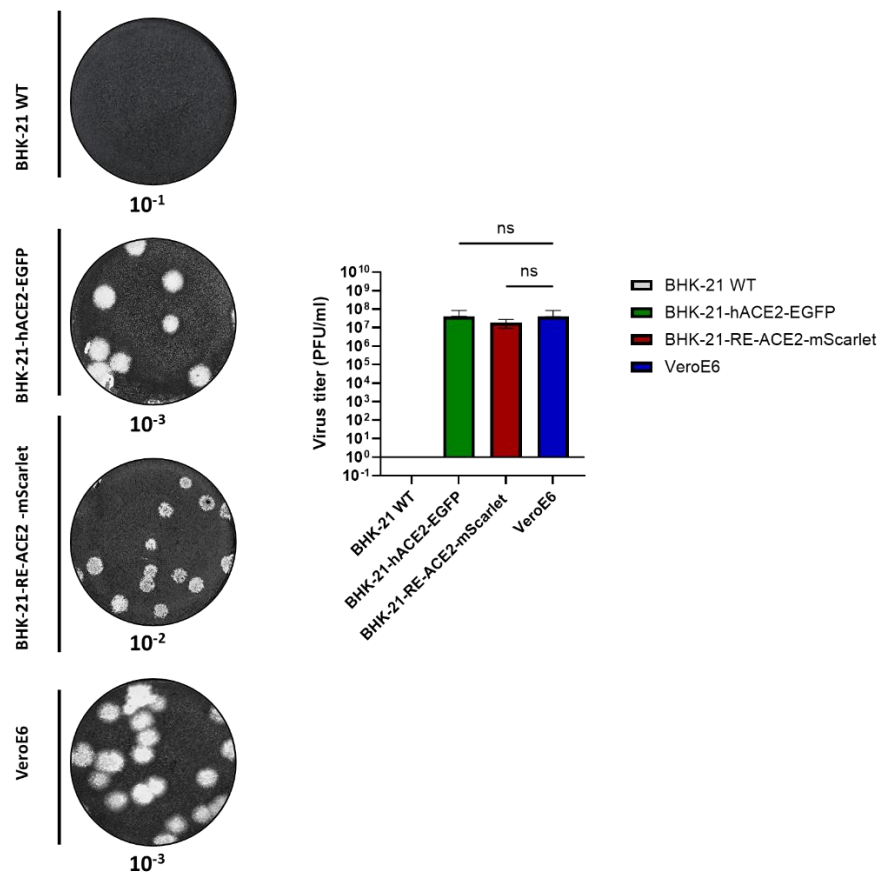 BHK-21 WT
10⁻¹
BHK-21-hACE2-EGFP
10⁻³
BHK-21-RE-ACE2 -mScarlet
10⁻²
VeroE6
10⁻³
ns
ns
Virus titer (PFU/ml)
10¹⁰
10⁹
10⁸
10⁷
10⁶
10⁵
10⁴
10³
10²
10¹
10⁰
10⁻¹
BHK-21 WT
BHK-21-hACE2-EGFP
BHK-21-RE-ACE2-mScarlet
VeroE6
BHK-21 WT
BHK-21-hACE2-EGFP
BHK-21-RE-ACE2-mScarlet
VeroE6